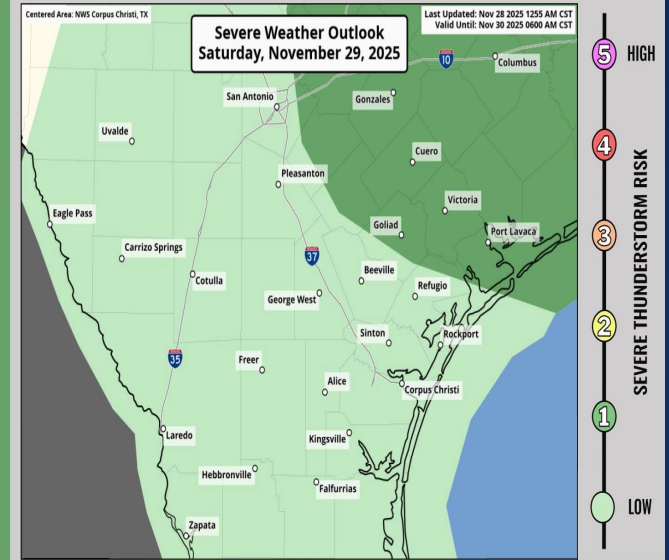 Centered Area: NWS Corpus Christi, TX
Severe Weather Outlook
Saturday, November 29, 2025
Last Updated: Nov 28 2025 1255 AM CST
Valid Until: Nov 30 2025 0600 AM CST
10
Columbus
San Antonio
Gonzales
Uvalde
Cuero
Pleasanton
Victoria
Eagle Pass
Goliad
Port Lavaca
Carrizo Springs
37
Beeville
Cotulla
Refugio
George West
Sinton
Rockport
35
Freer
Alice
Corpus Christi
Laredo
Kingsville
Hebbronville
Falfurrias
Zapata
5
HIGH
4
3
2
1
LOW
SEVERE THUNDERSTORM RISK